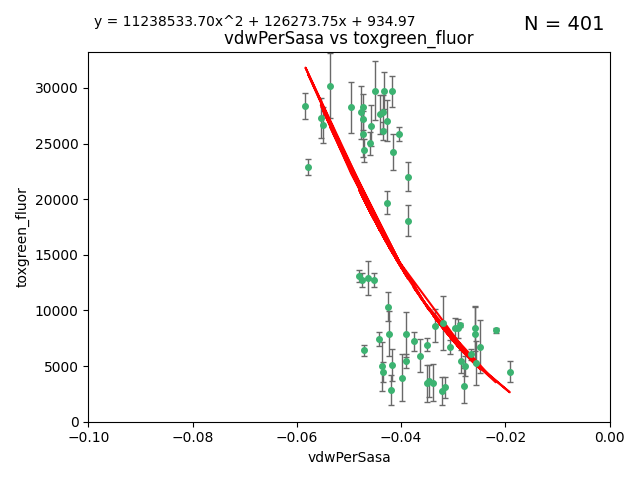 y = 11238533.70x^2 + 126273.75x + 934.97
N = 401
vdwPerSasa vs toxgreen_fluor
30000
25000
20000
15000
10000
5000
0
toxgreen_fluor
−0.10
−0.08
−0.06
−0.04
−0.02
0.00
vdwPerSasa